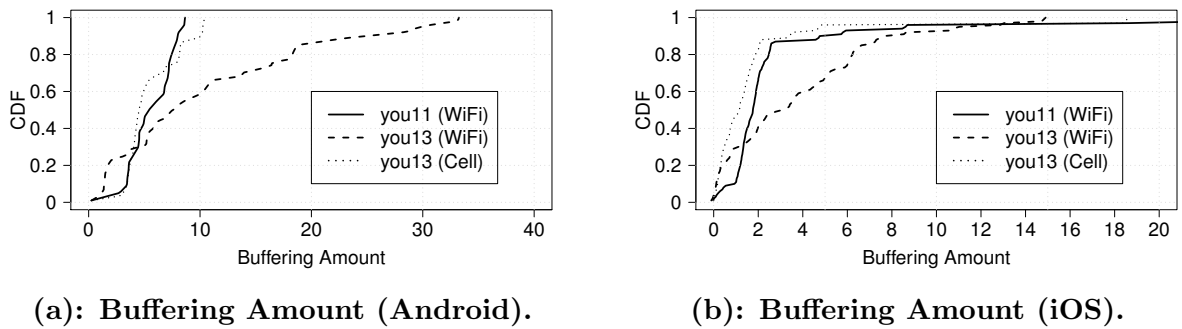 CDF
1
0.8
0.6
0.4
0.2
0
you11 (WiFi)
you13 (WiFi)
you13 (Cell)
0 10 20 30 40
Buffering Amount
(a): Buffering Amount (Android).
CDF
1
0.8
0.6
0.4
0.2
0
you11 (WiFi)
you13 (WiFi)
you13 (Cell)
0 2 4 6 8 10 12 14 16 18 20
Buffering Amount
(b): Buffering Amount (iOS).